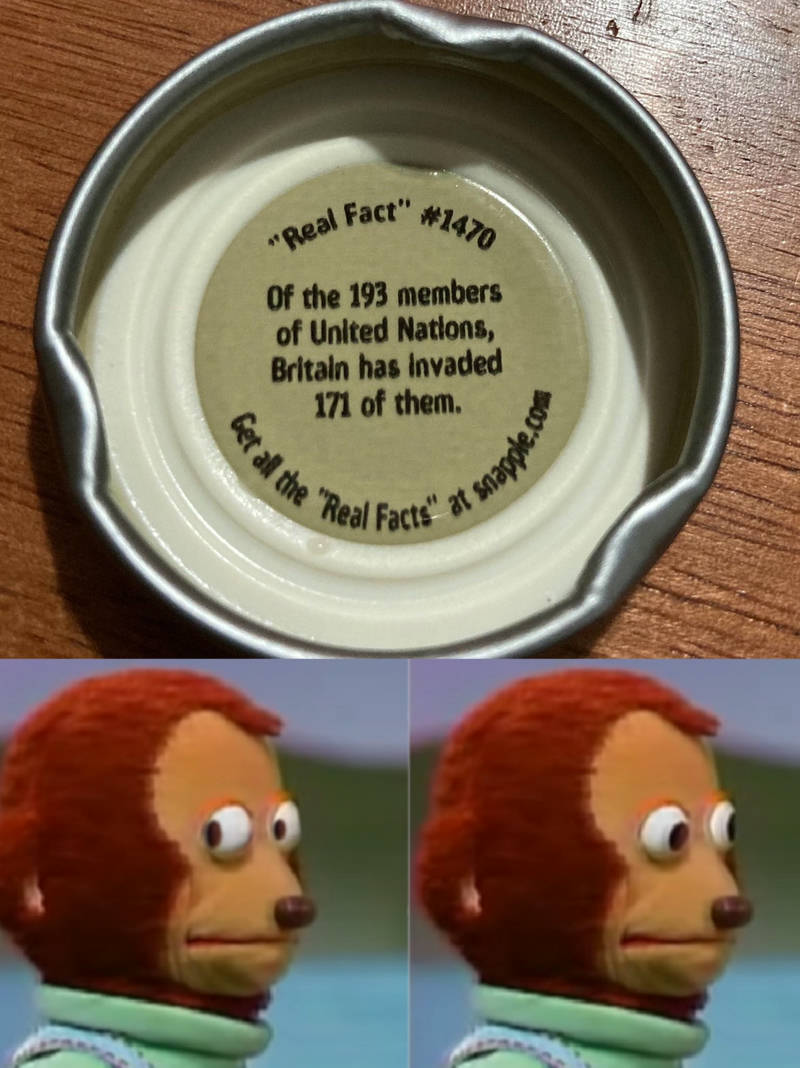 "Real Fact" #1470
Of the 193 members
of United Nations,
Britain has invaded
171 of them.
Get all the "Real Facts" at snapple.com